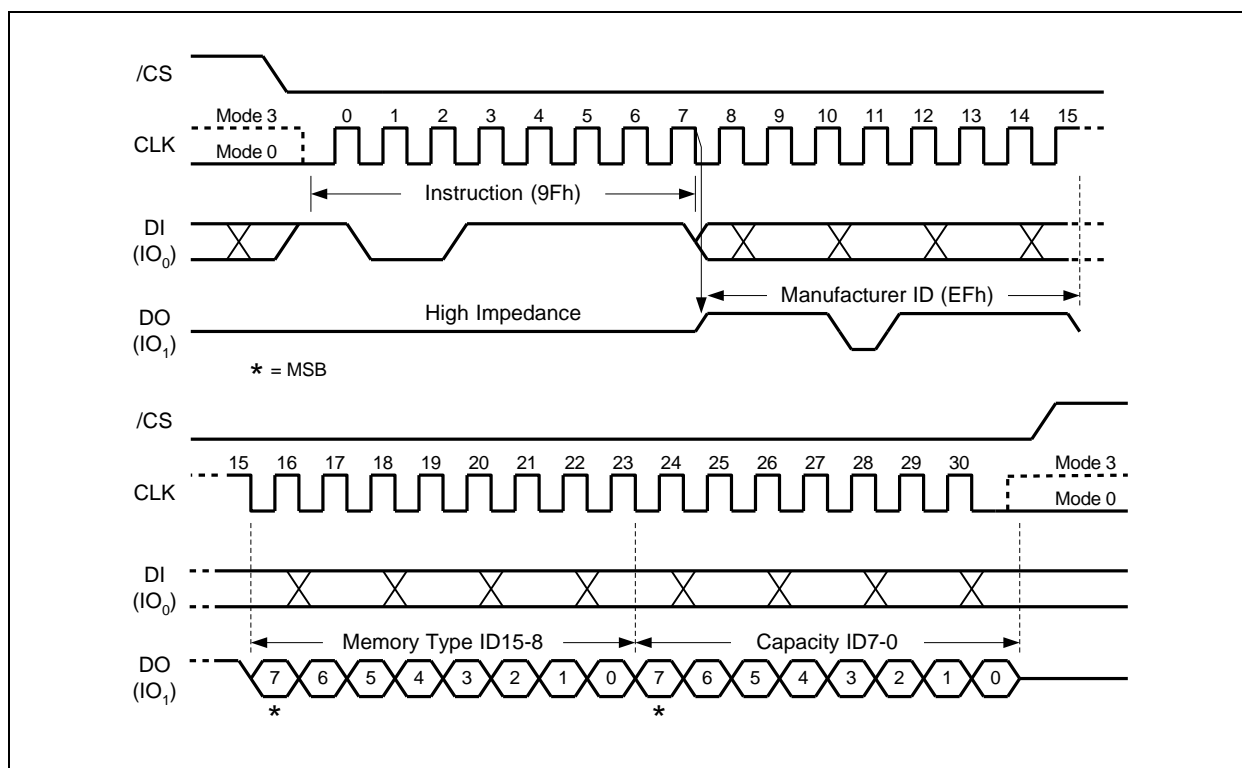 /CS
Mode 3 0 1 2 3 4 5 6 7 8 9 10 11 12 13 14 15
CLK
Mode 0
Instruction (9Fh)
DI
(IO0)
Manufacturer ID (EFh)
High Impedance
DO
(IO1)
* = MSB
/CS
15 16 17 18 19 20 21 22 23 24 25 26 27 28 29 30 Mode 3
CLK
Mode 0
DI
(IO0)
Memory Type ID15-8 Capacity ID7-0
DO
(IO1)
7 6 5 4 3 2 1 0 7 6 5 4 3 2 1 0
* *